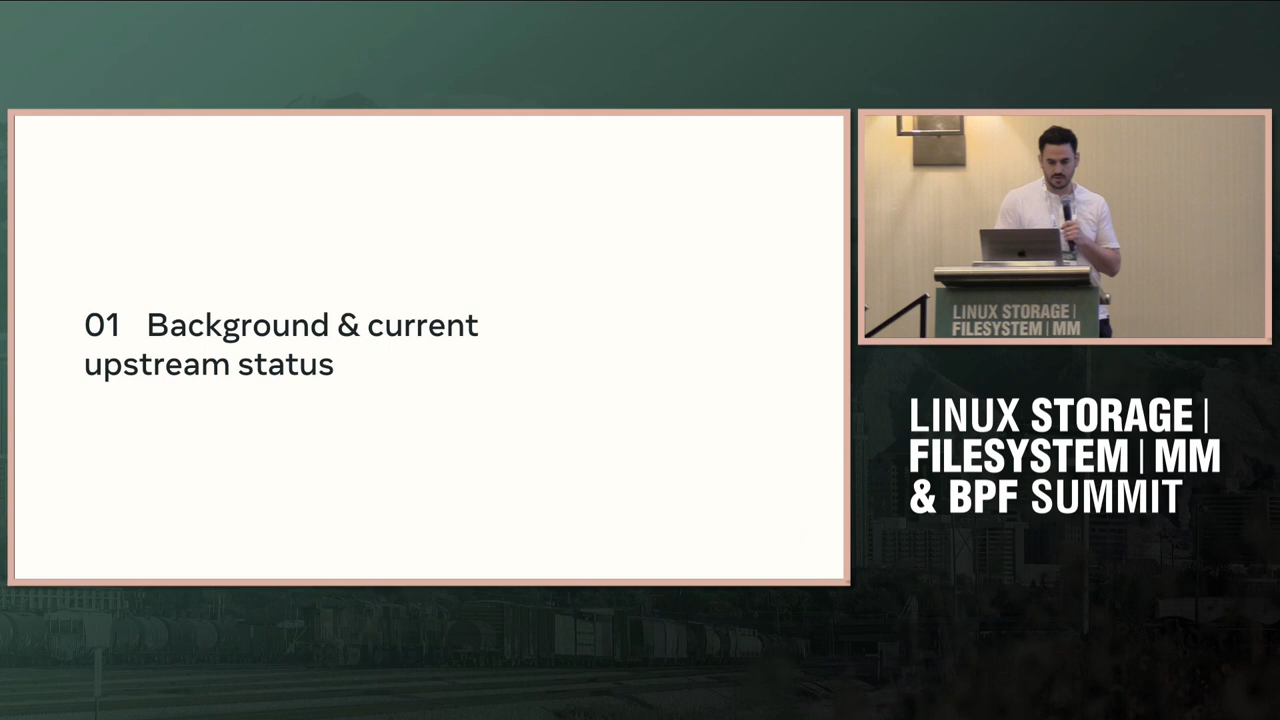 01 Background & current
upstream status
LINUX STORAGE |
FILESYSTEM | MM
LINUX STORAGE |
FILESYSTEM | MM
& BPF SUMMIT